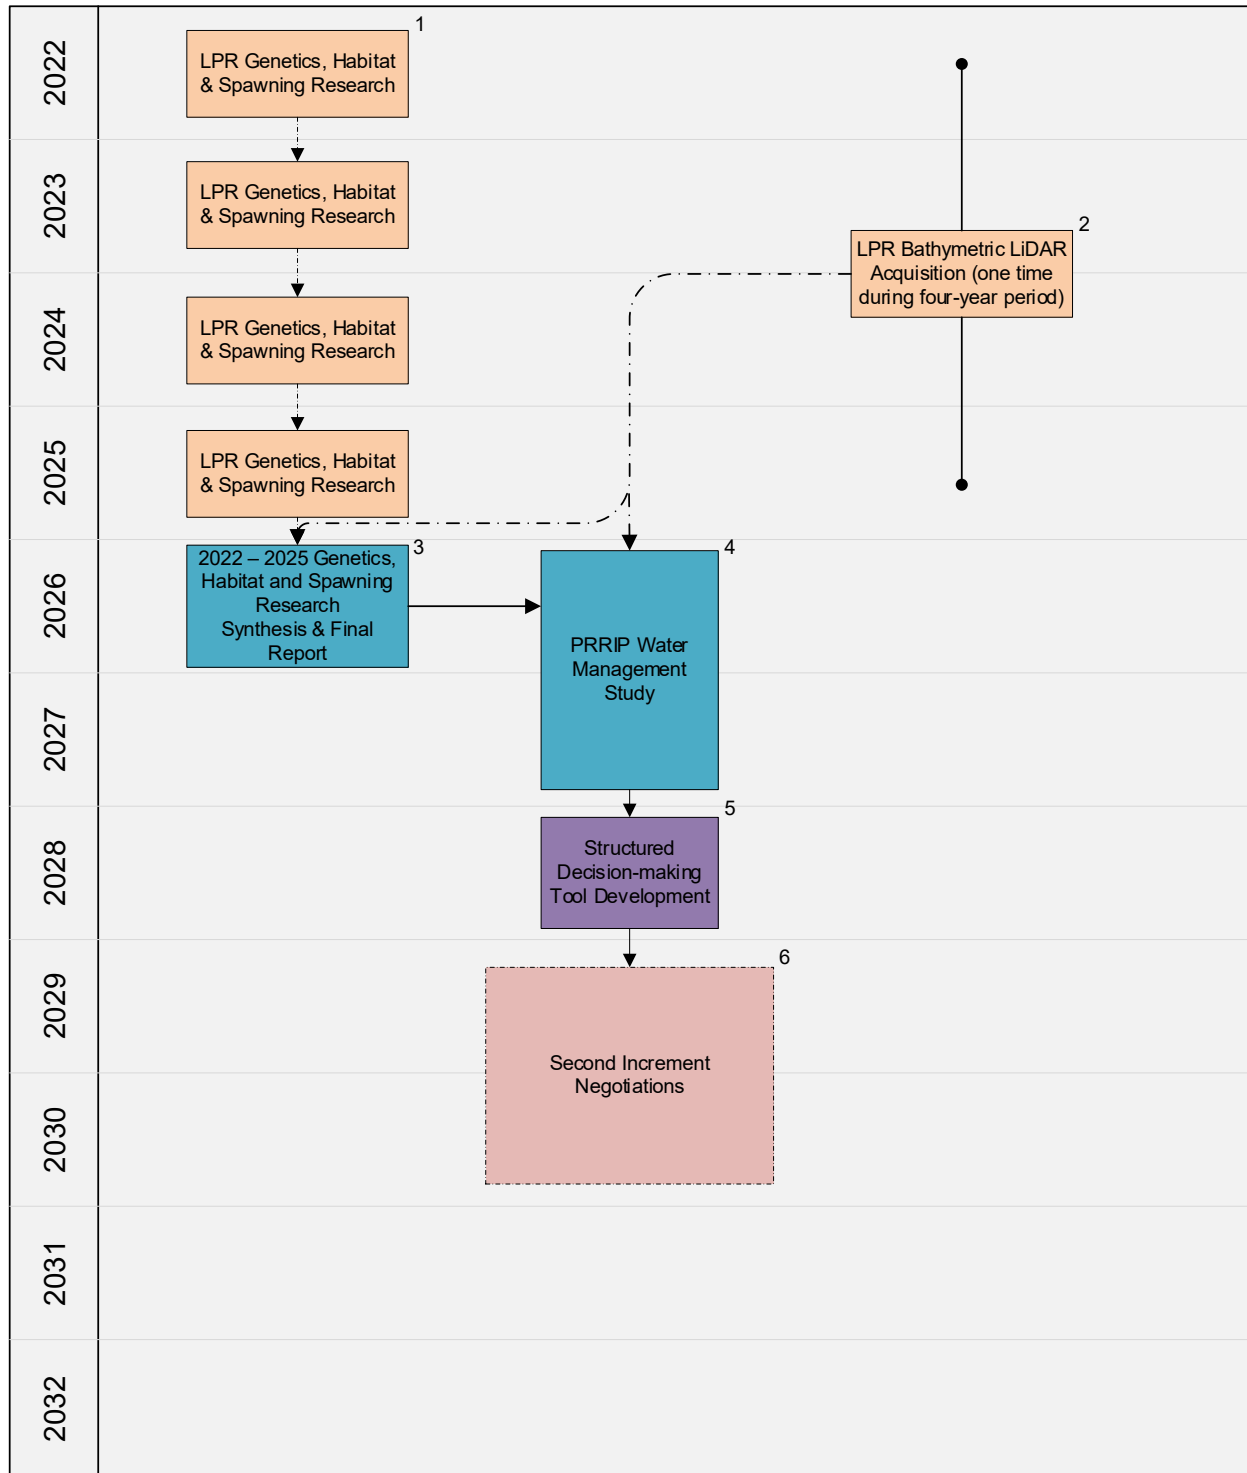 2022
1
LPR Genetics, Habitat
& Spawning Research
2023
LPR Genetics, Habitat
& Spawning Research
2
LPR Bathymetric LiDAR
Acquisition (one time
during four-year period)
2024
LPR Genetics, Habitat
& Spawning Research
2025
LPR Genetics, Habitat
& Spawning Research
2026
3
2022 – 2025 Genetics,
Habitat and Spawning
Research
Synthesis & Final
Report
4
PRRIP Water
Management
Study
2027
2028
5
Structured
Decision-making
Tool Development
2029
6
Second Increment
Negotiations
2030
2031
2032